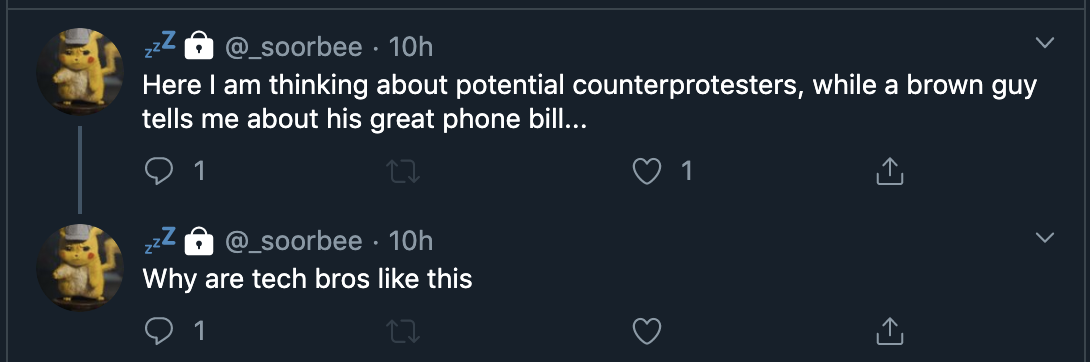 zzZ @_soorbee · 10h
Here I am thinking about potential counterprotesters, while a brown guy
tells me about his great phone bill...
1 1
zzZ @_soorbee · 10h
Why are tech bros like this
1